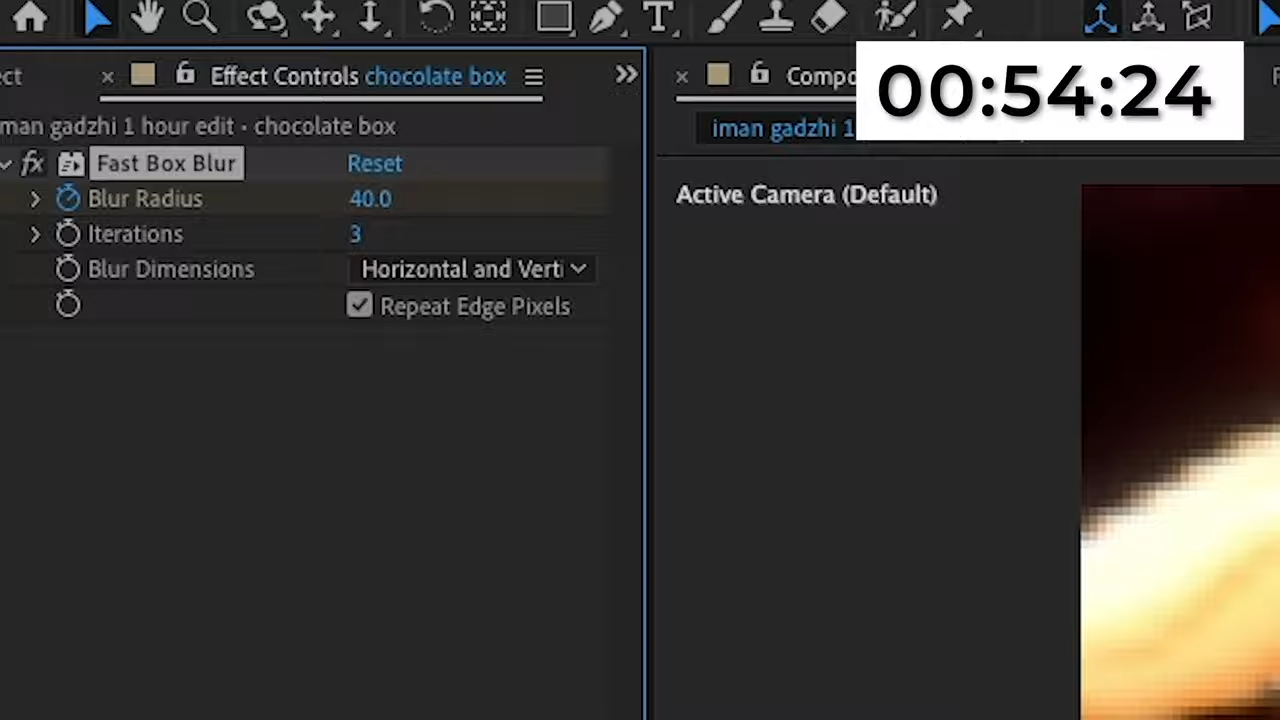 ect
× Effect Controls chocolate box
× Compo
00:54:24
man gadzhi 1 hour edit • chocolate box
iman gadzhi 1
fx Fast Box Blur Reset
Blur Radius 40.0
Active Camera (Default)
Iterations 3
Blur Dimensions Horizontal and Verti
Repeat Edge Pixels